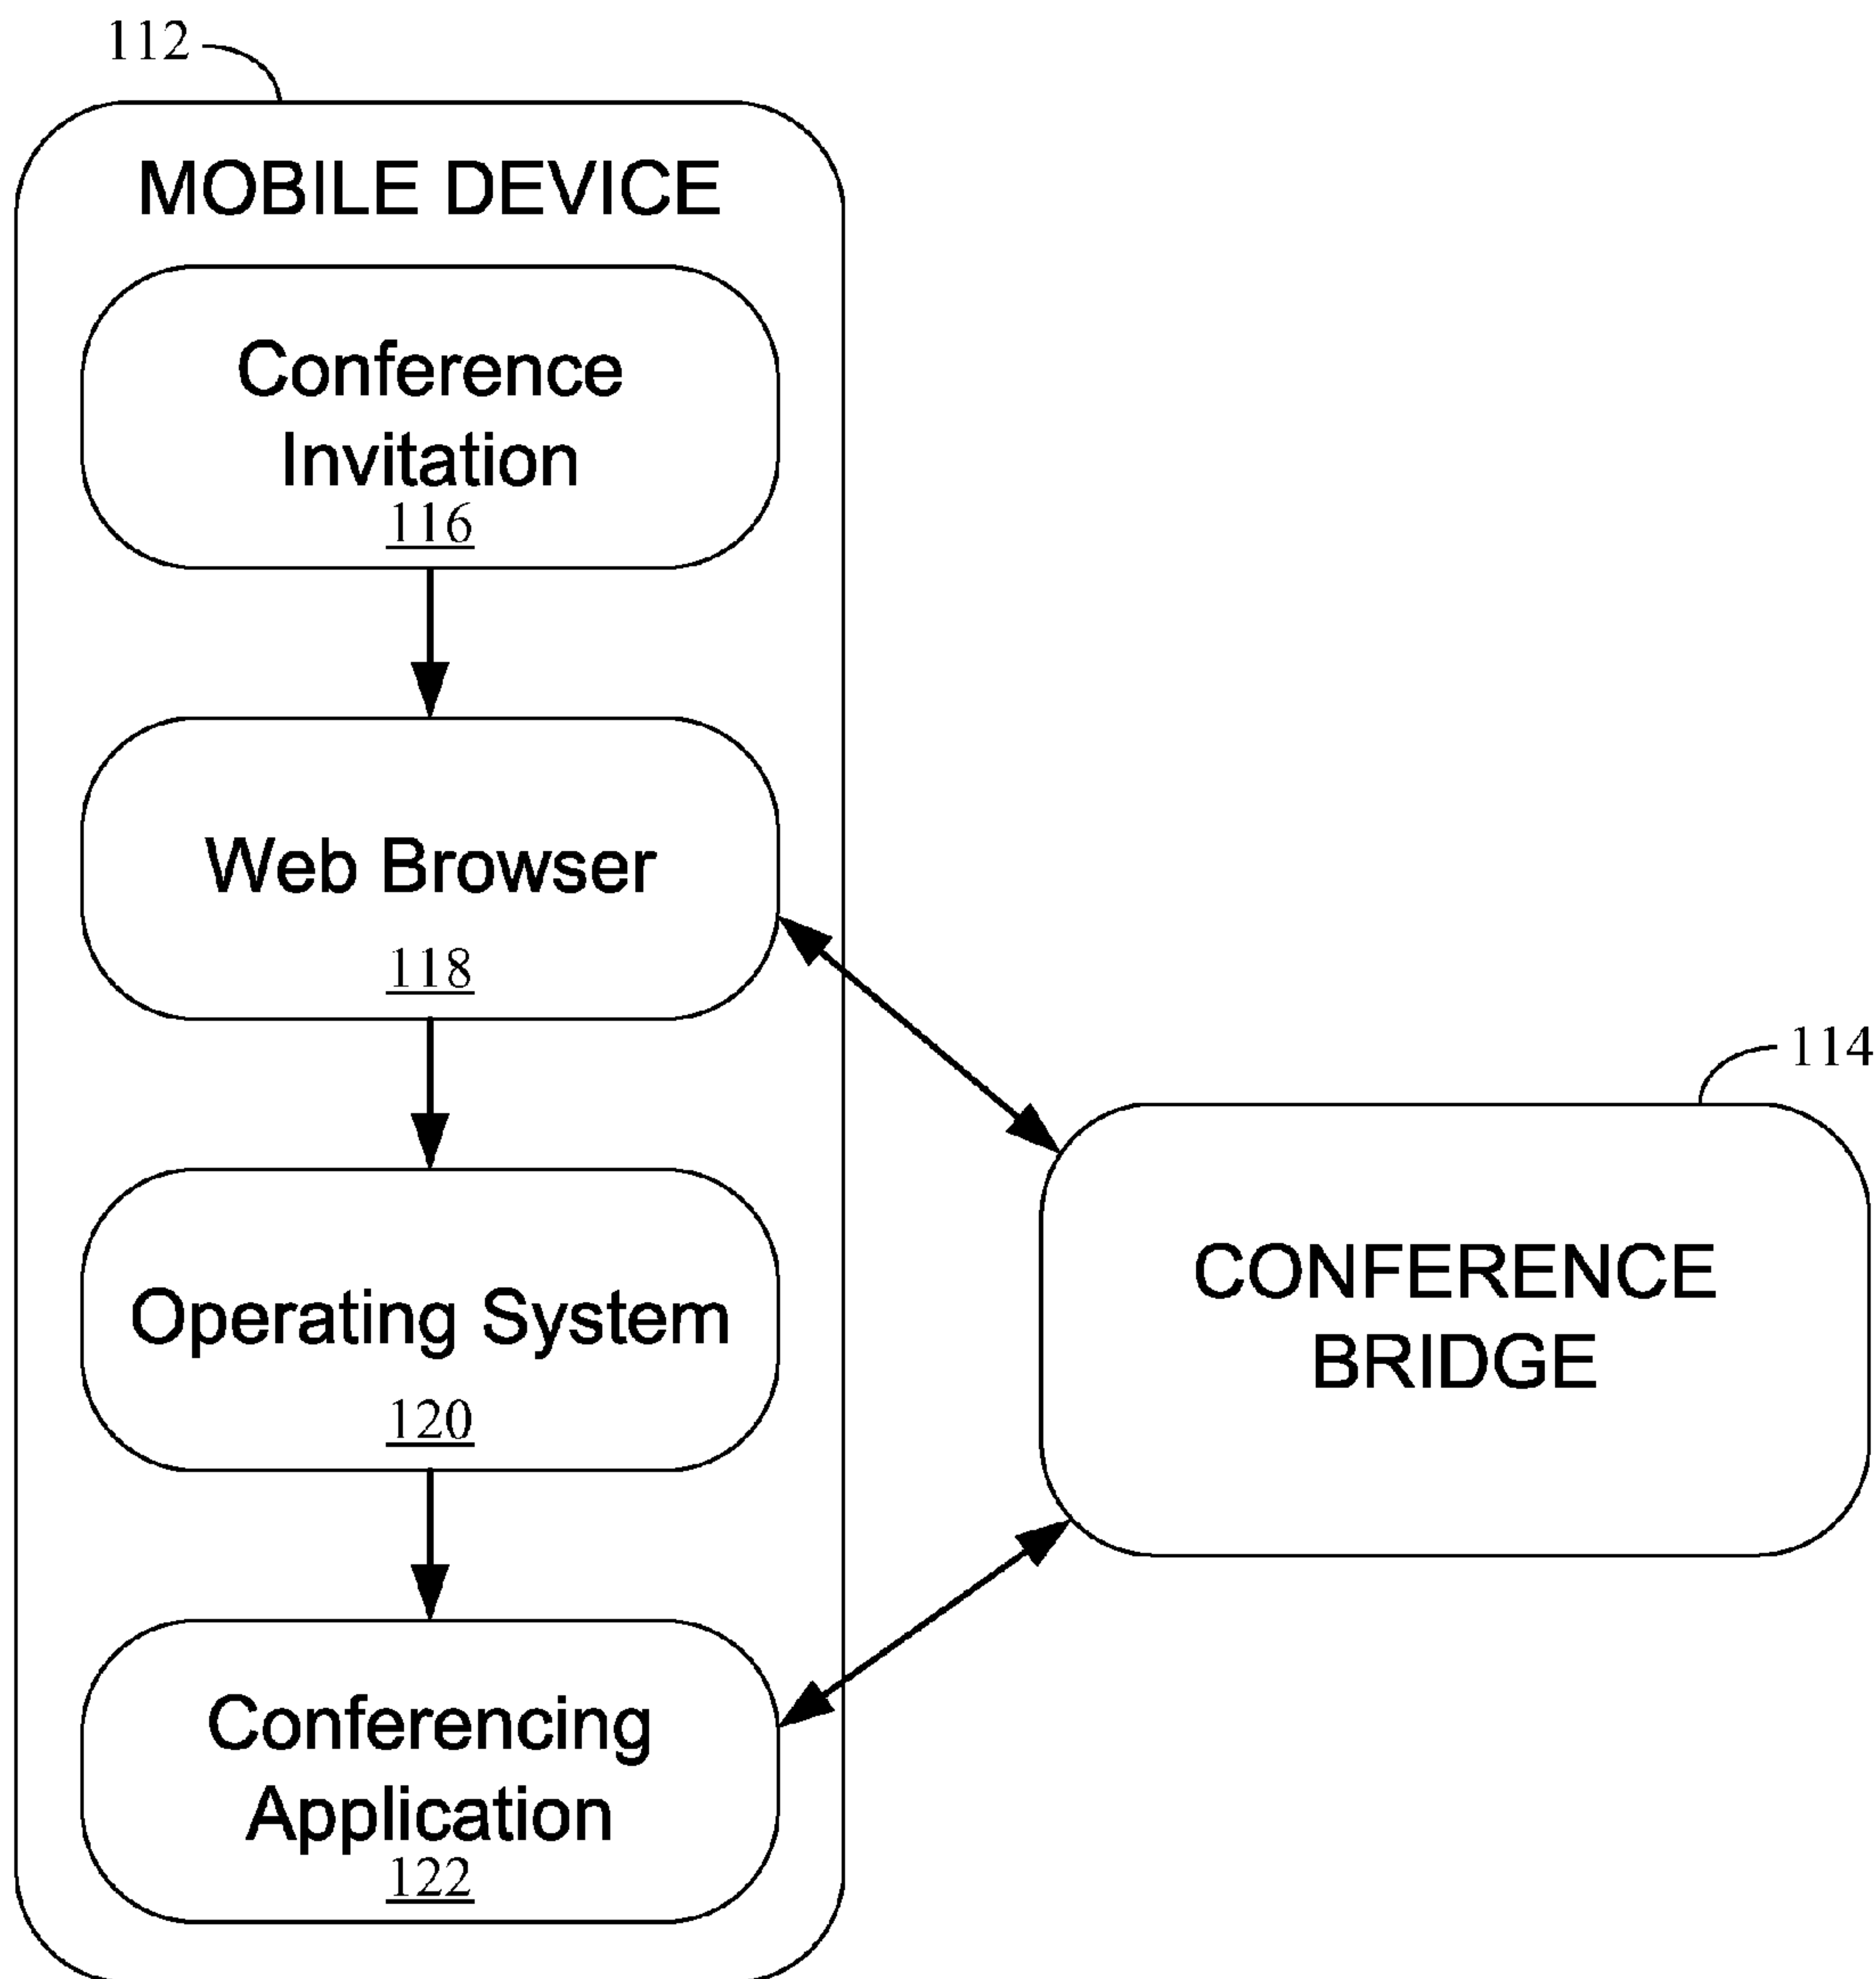 112
MOBILE DEVICE
Conference
Invitation
116
Web Browser
118
Operating System
120
Conferencing
Application
122
114
CONFERENCE
BRIDGE